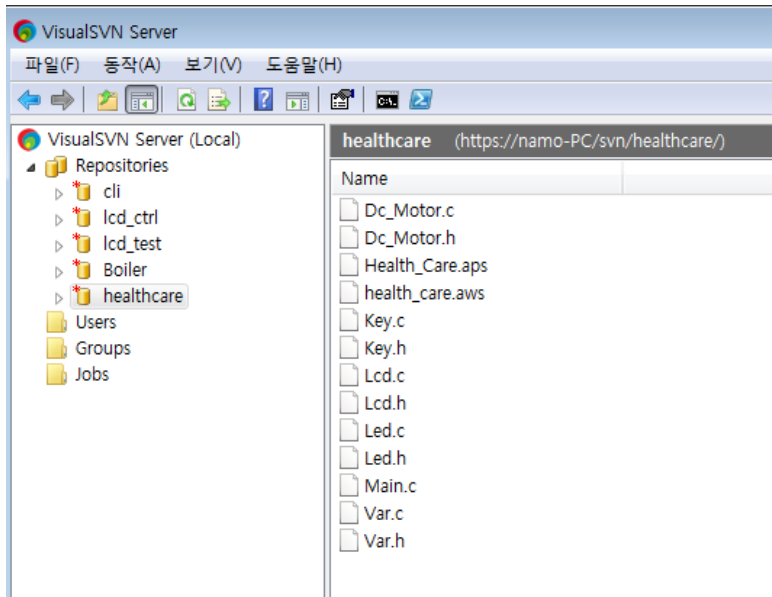 VisualSVN Server
파일(F) 동작(A) 보기(V) 도움말(H)
VisualSVN Server (Local)
Repositories
cli
lcd_ctrl
lcd_test
Boiler
healthcare
Users
Groups
Jobs
healthcare (https://namo-PC/svn/healthcare/)
Name
Dc_Motor.c
Dc_Motor.h
Health_Care.aps
health_care.aws
Key.c
Key.h
Lcd.c
Lcd.h
Led.c
Led.h
Main.c
Var.c
Var.h